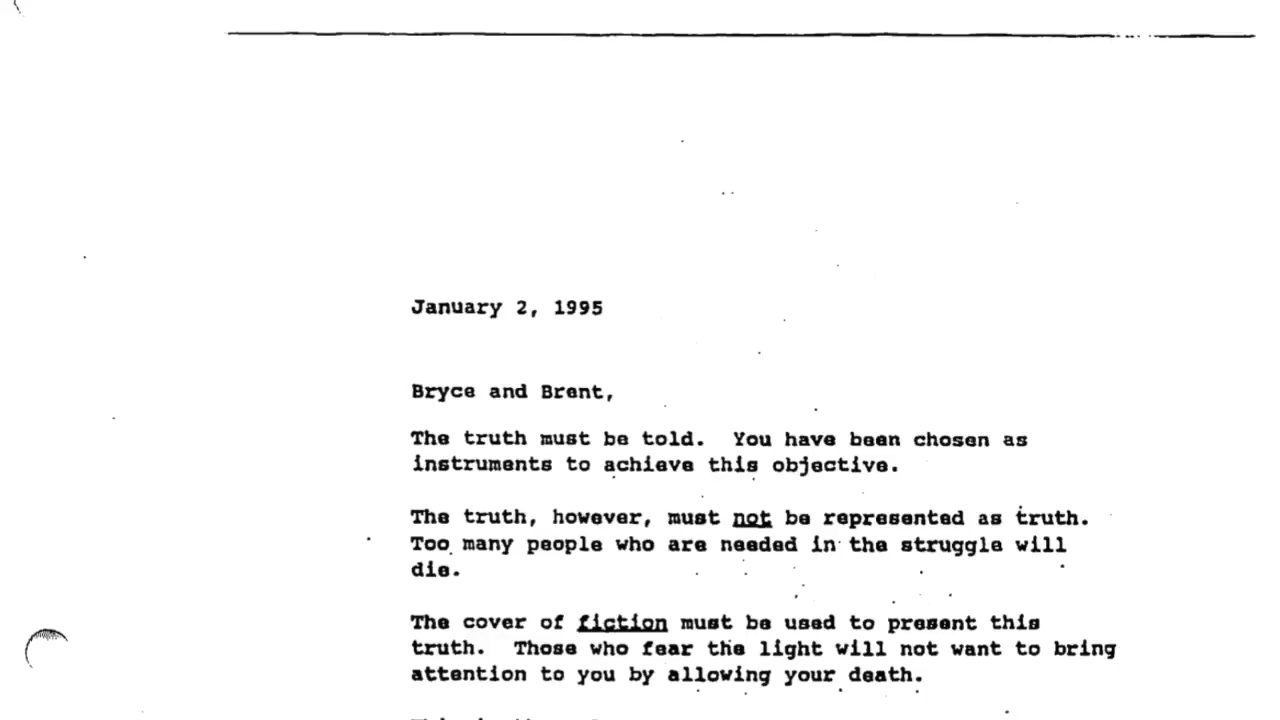 January 2, 1995
Bryce and Brent,
The truth must be told. You have been chosen as
instruments to achieve this objective.
The truth, however, must not be represented as truth.
Too many people who are needed in the struggle will
die.
The cover of fiction must be used to present this
truth. Those who fear the light will not want to bring
attention to you by allowing your death.